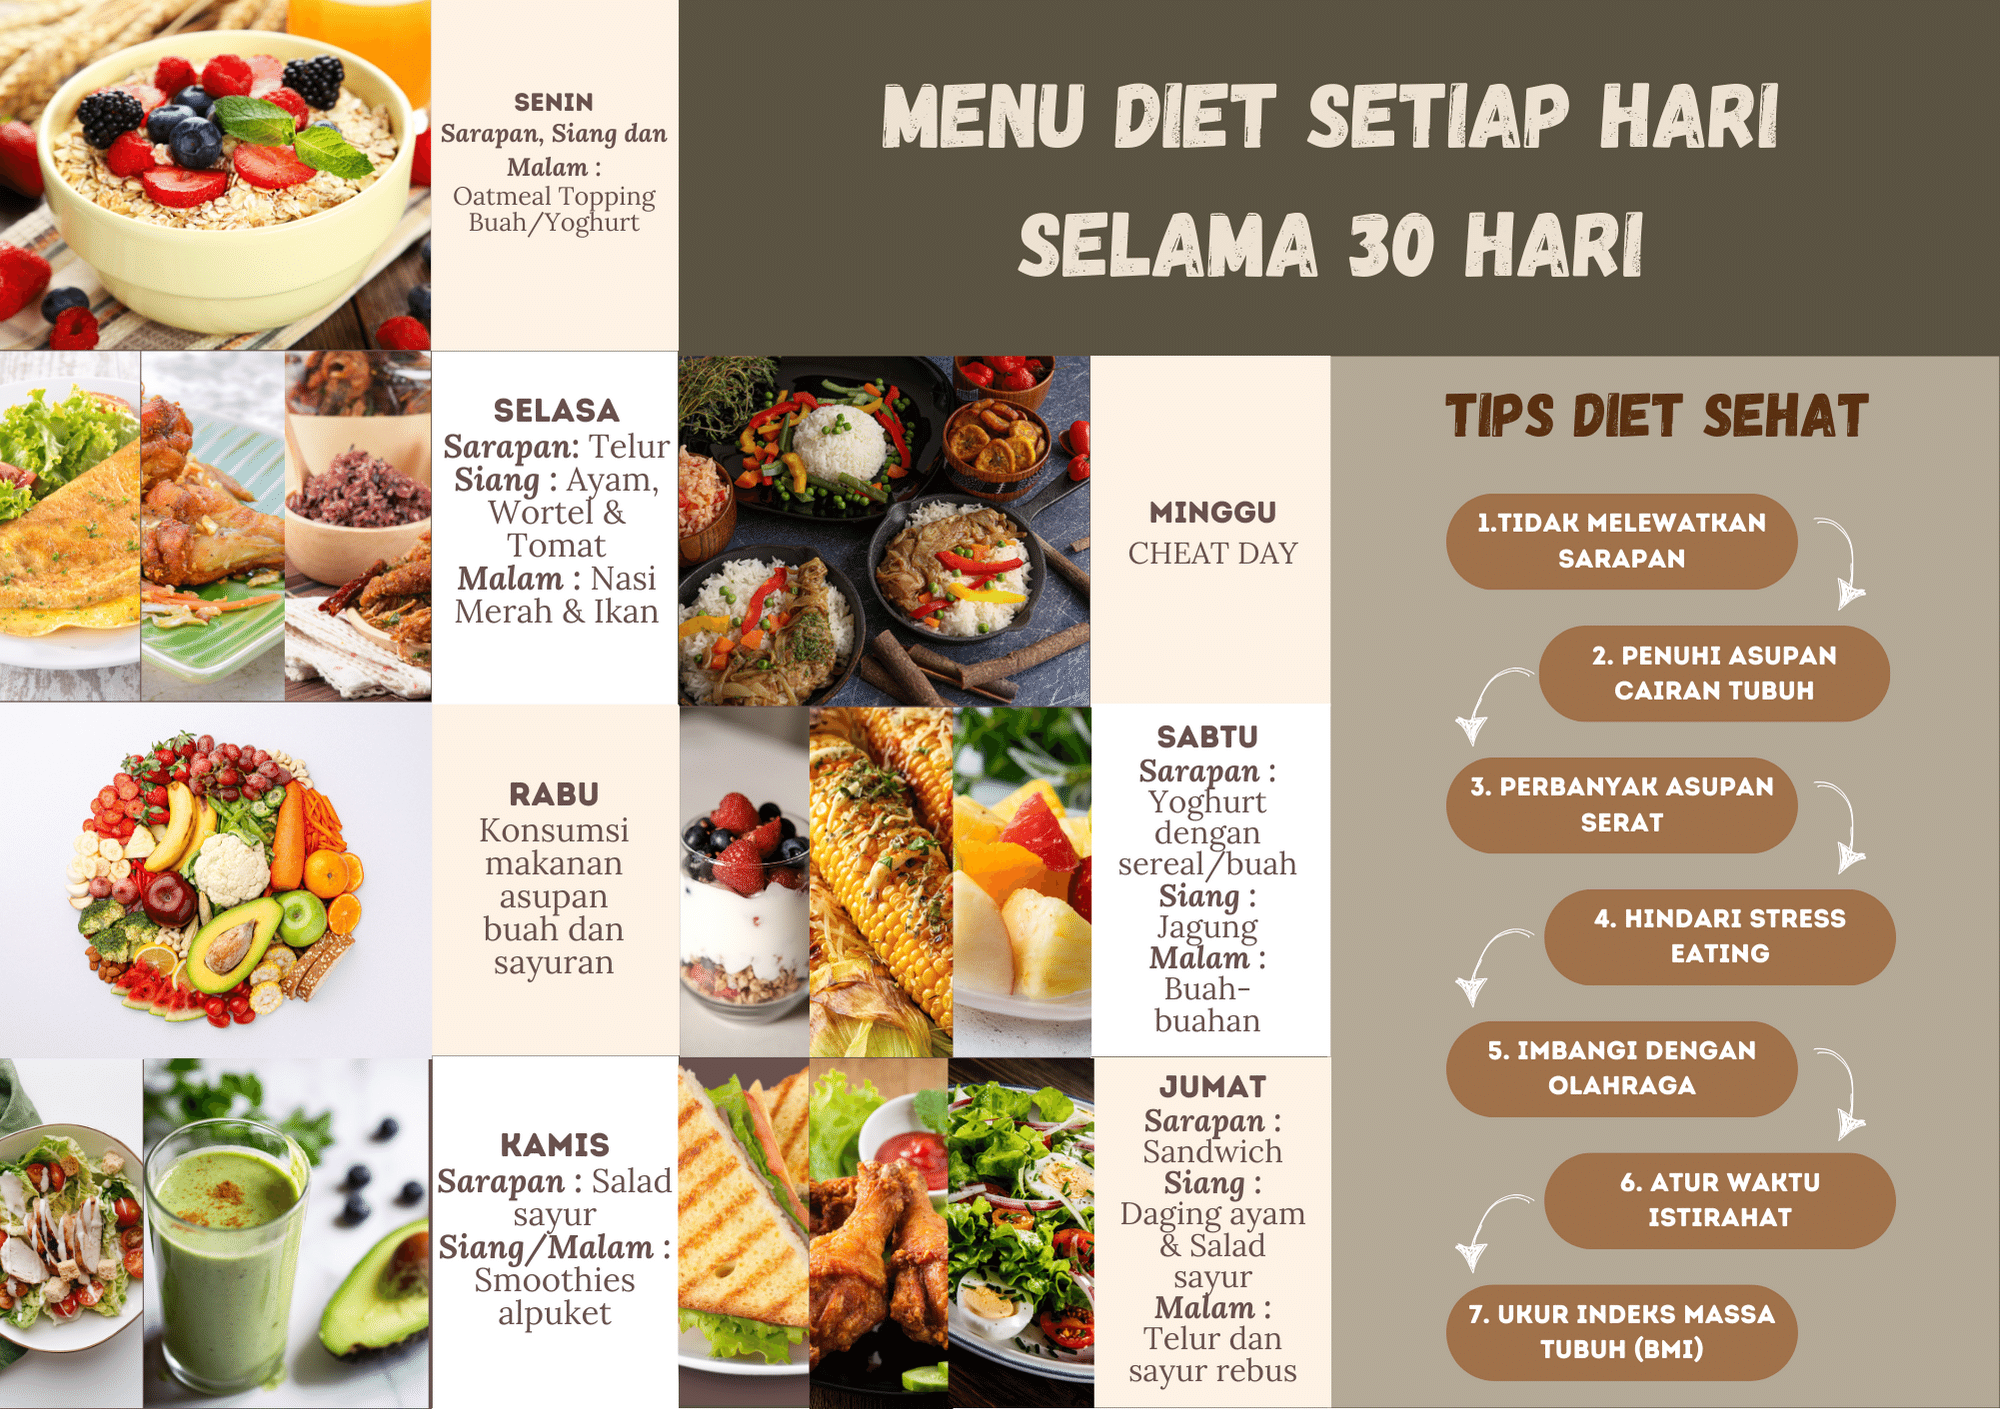 MENU DIET SETIAP HARI
SELAMA 30 HARI
SENIN
Sarapan, Siang dan
Malam :
Oatmeal Topping
Buah/Yoghurt
SELASA
Sarapan: Telur
Siang : Ayam,
Wortel &
Tomat
Malam : Nasi
Merah & Ikan
RABU
Konsumsi
makanan
asupan
buah dan
sayuran
KAMIS
Sarapan : Salad
sayur
Siang/Malam :
Smoothies
alpuket
JUMAT
Sarapan :
Sandwich
Siang :
Daging ayam
& Salad
sayur
Malam :
Telur dan
sayur rebus
SABTU
Sarapan :
Yoghurt
dengan
sereal/buah
Siang :
Jagung
Malam :
Buah-
buahan
MINGGU
CHEAT DAY
TIPS DIET SEHAT
1.TIDAK MELEWATKAN
SARAPAN
2. PENUHI ASUPAN
CAIRAN TUBUH
3. PERBANYAK ASUPAN
SERAT
4. HINDARI STRESS
EATING
5. IMBANGI DENGAN
OLAHRAGA
6. ATUR WAKTU
ISTIRAHAT
7. UKUR INDEKS MASSA
TUBUH (BMI)